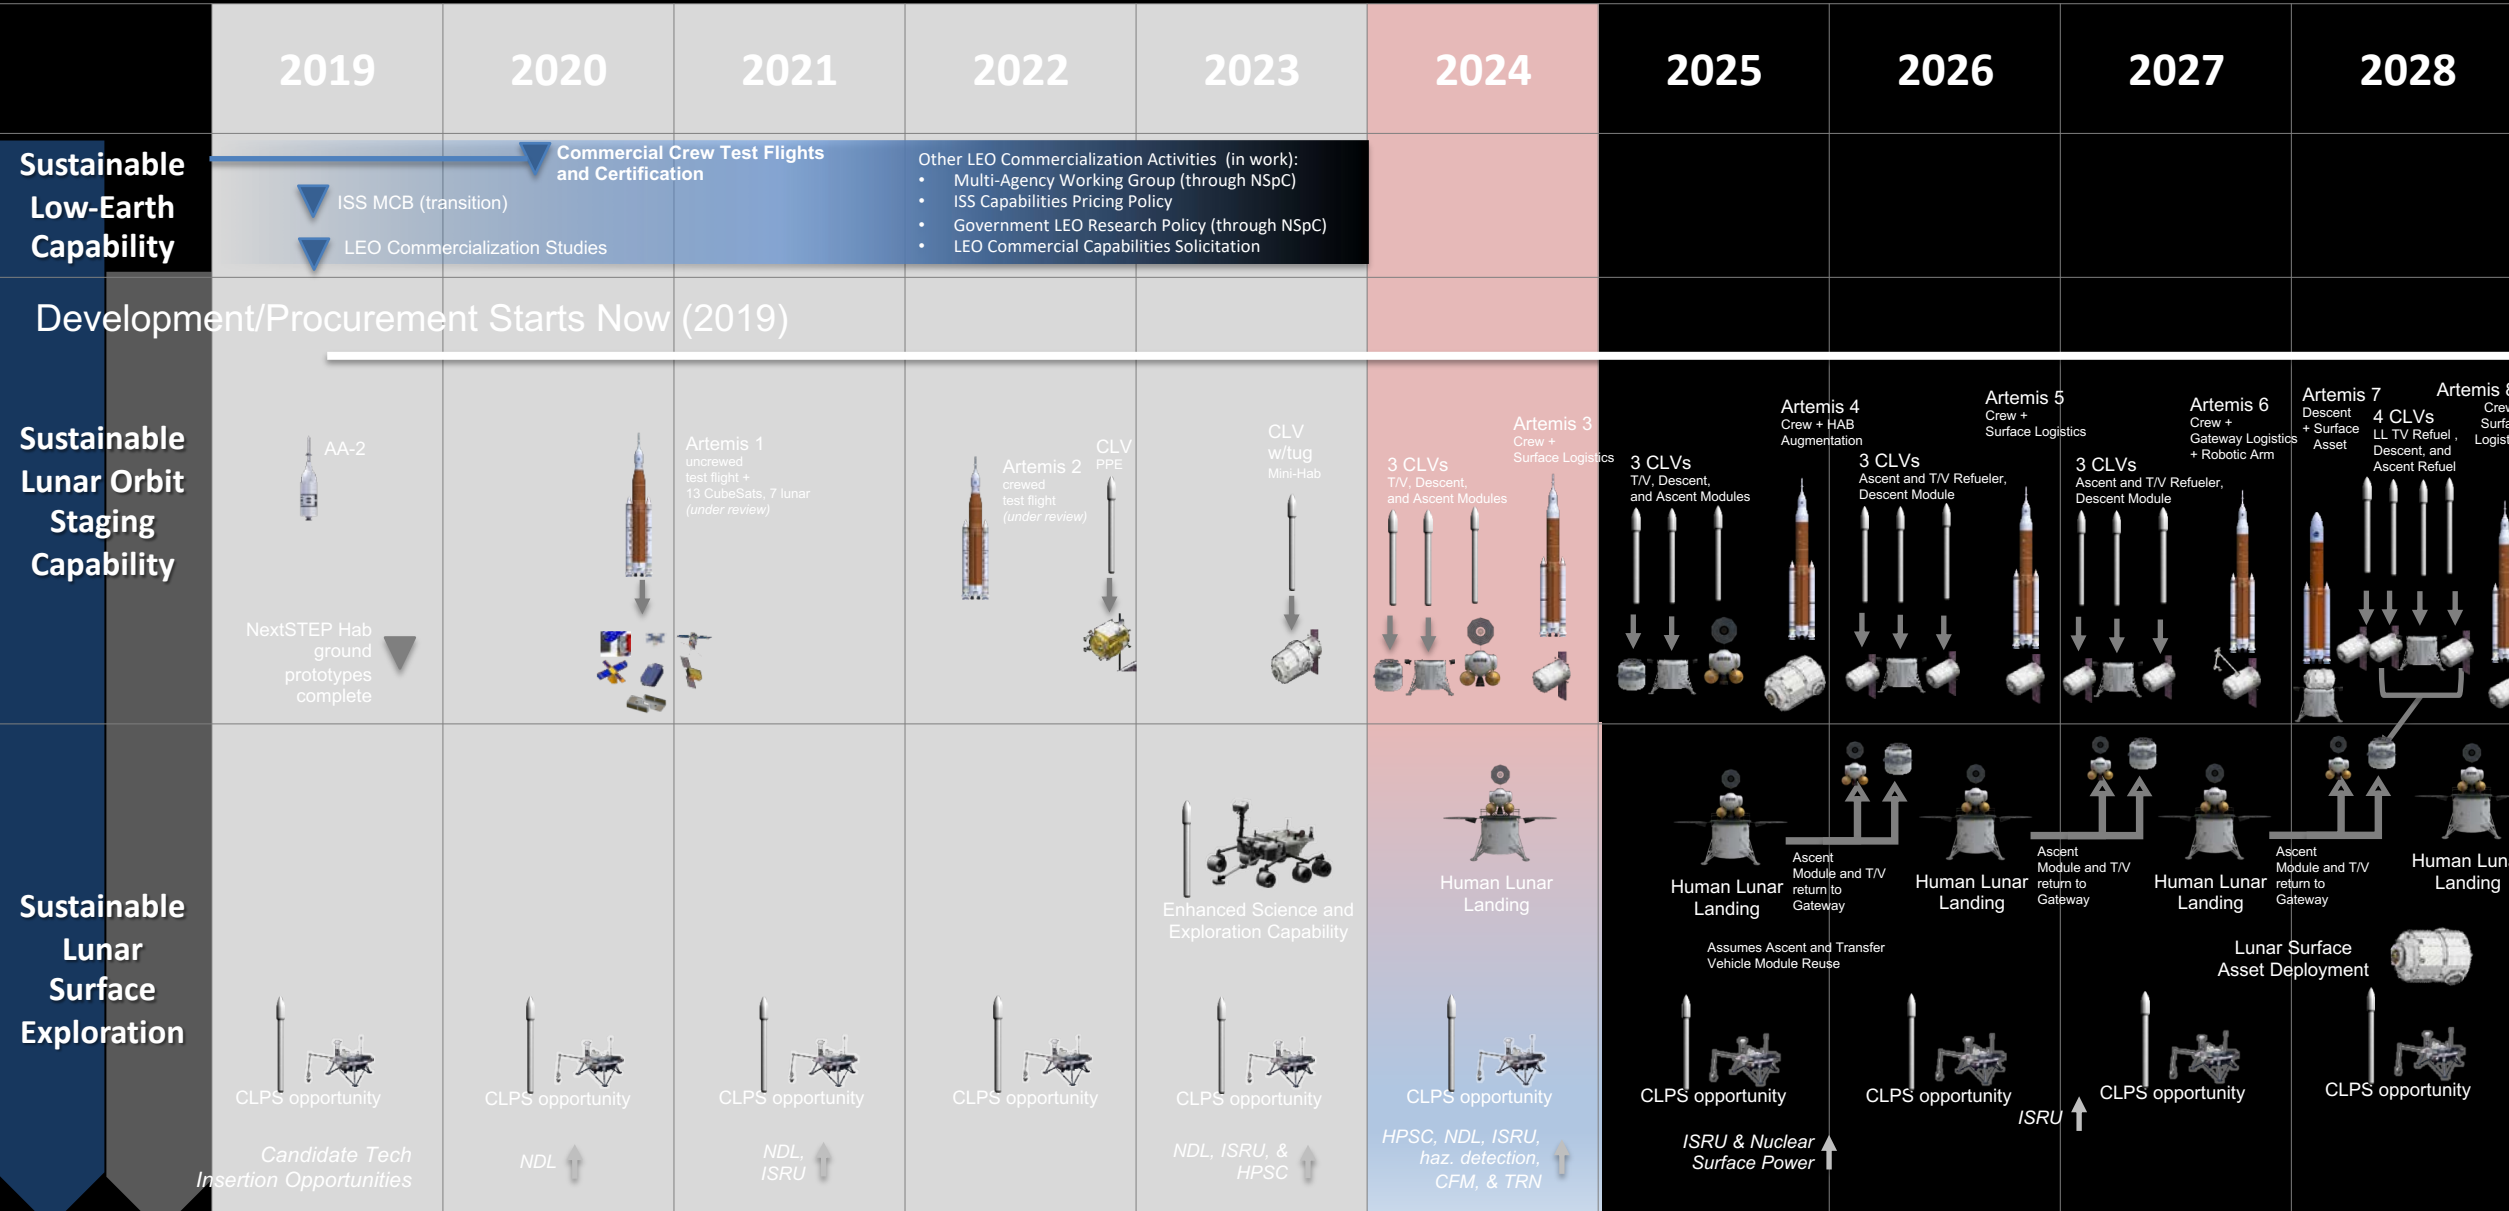 2019
2020
2021
2022
2023
2024
2025
2026
2027
2028
Sustainable
Low-Earth
Capability
Commercial Crew Test Flights
and Certification
ISS MCB (transition)
LEO Commercialization Studies
Other LEO Commercialization Activities (in work):
• Multi-Agency Working Group (through NSpC)
• ISS Capabilities Pricing Policy
• Government LEO Research Policy (through NSpC)
• LEO Commercial Capabilities Solicitation
Development/Procurement Starts Now (2019)
Sustainable
Lunar Orbit
Staging
Capability
AA-2
NextSTEP Hab
ground
prototypes
complete
Artemis 1
uncrewed
test flight +
13 CubeSats, 7 lunar
(under review)
Artemis 2
crewed
test flight
(under review)
CLV
PPE
CLV
w/tug
Mini-Hab
3 CLVs
T/V, Descent,
and Ascent Modules
Artemis 3
Crew +
Surface Logistics
3 CLVs
T/V, Descent,
and Ascent Modules
Artemis 4
Crew + HAB
Augmentation
3 CLVs
Ascent and T/V Refueler,
Descent Module
Artemis 5
Crew +
Surface Logistics
3 CLVs
Ascent and T/V Refueler,
Descent Module
Artemis 6
Crew +
Gateway Logistics
+ Robotic Arm
Artemis 7
Descent
+ Surface
Asset
4 CLVs
LL TV Refuel ,
Descent, and
Ascent Refuel
Artemis 8
Sustainable
Lunar
Surface
Exploration
Enhanced Science and
Exploration Capability
Human Lunar
Landing
Human Lunar
Landing
Ascent
Module and T/V
return to
Gateway
Human Lunar
Landing
Ascent
Module and T/V
return to
Gateway
Human Lunar
Landing
Ascent
Module and T/V
return to
Gateway
Human
Landing
Assumes Ascent and Transfer
Vehicle Module Reuse
Lunar Surface
Asset Deployment
CLPS opportunity
CLPS opportunity
CLPS opportunity
CLPS opportunity
CLPS opportunity
CLPS opportunity
CLPS opportunity
CLPS opportunity
CLPS opportunity
CLPS opportunity
Candidate Tech
Insertion Opportunities
NDL
NDL,
ISRU
NDL, ISRU, &
HPSC
HPSC, NDL, ISRU,
haz. detection,
CFM, & TRN
ISRU & Nuclear
Surface Power
ISRU